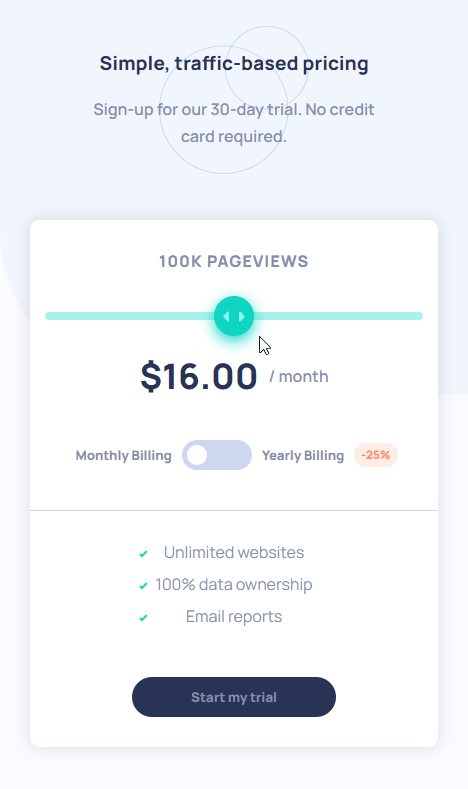 Simple, traffic-based pricing
Sign-up for our 30-day trial. No credit
card required.
100K PAGEVIEWS
$16.00 / month
Monthly Billing Yearly Billing -25%
Unlimited websites
100% data ownership
Email reports
Start my trial